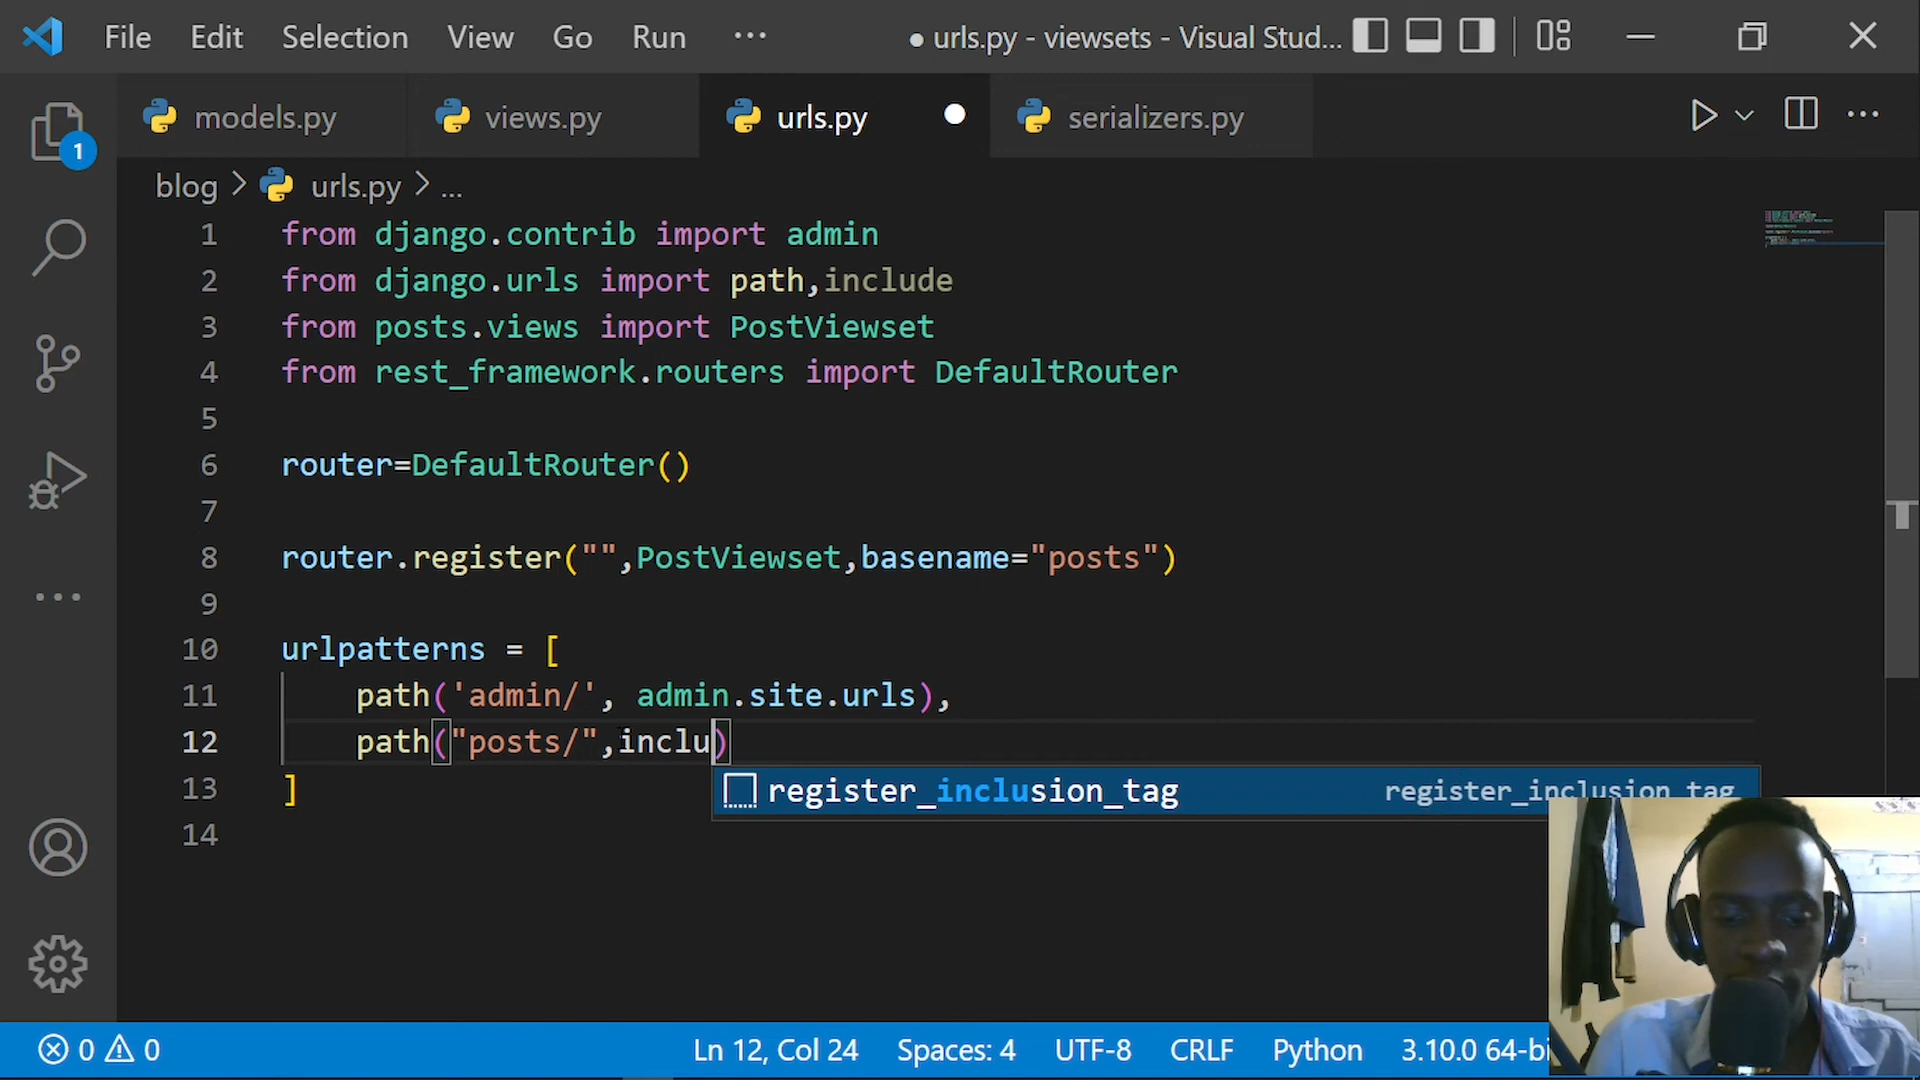 File Edit Selection View Go Run ···
● urls.py - viewsets - Visual Stud...
models.py views.py urls.py serializers.py
1
blog > urls.py > ...
1 from django.contrib import admin
2 from django.urls import path,include
3 from posts.views import PostViewset
4 from rest_framework.routers import DefaultRouter
5
6 router=DefaultRouter()
7
8 router.register("",PostViewset,basename="posts")
9
10 urlpatterns = [
11 path('admin/', admin.site.urls),
12 path("posts/",inclu)
register_inclusion_tag register_inclusion_tag
13 ]
14
0 0 Ln 12, Col 24 Spaces: 4 UTF-8 CRLF Python 3.10.0 64-bi